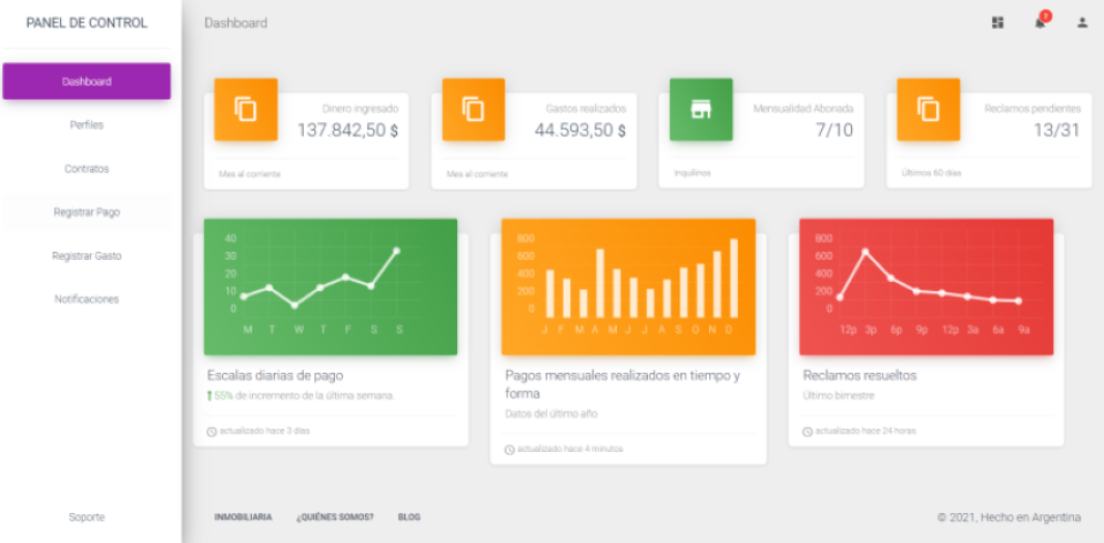 PANEL DE CONTROL
Dashboard
Perfiles
Contratos
Registrar Pago
Registrar Gasto
Notificaciones
Soporte
Dashboard
Dinero ingresado
137.842,50 $
Mes al corriente
Gastos realizados
44.593,50 $
Mes al corriente
Mensualidad Abonada
7/10
Inquilinos
Reclamos pendientes
13/31
Últimos 60 días
40
30
20
10
0
M T W T F S S
Escalas diarias de pago
55% de incremento de la última semana.
actualizado hace 3 días
800
600
400
200
0
J F M A M J J A S O N D
Pagos mensuales realizados en tiempo y
forma
Datos del último año
actualizado hace 4 minutos
800
600
400
200
0
12p 3p 6p 9p 12p 3a 6a 9a
Reclamos resueltos
Último bimestre
actualizado hace 24 horas
INMOBILIARIA ¿QUIÉNES SOMOS? BLOG
© 2021, Hecho en Argentina